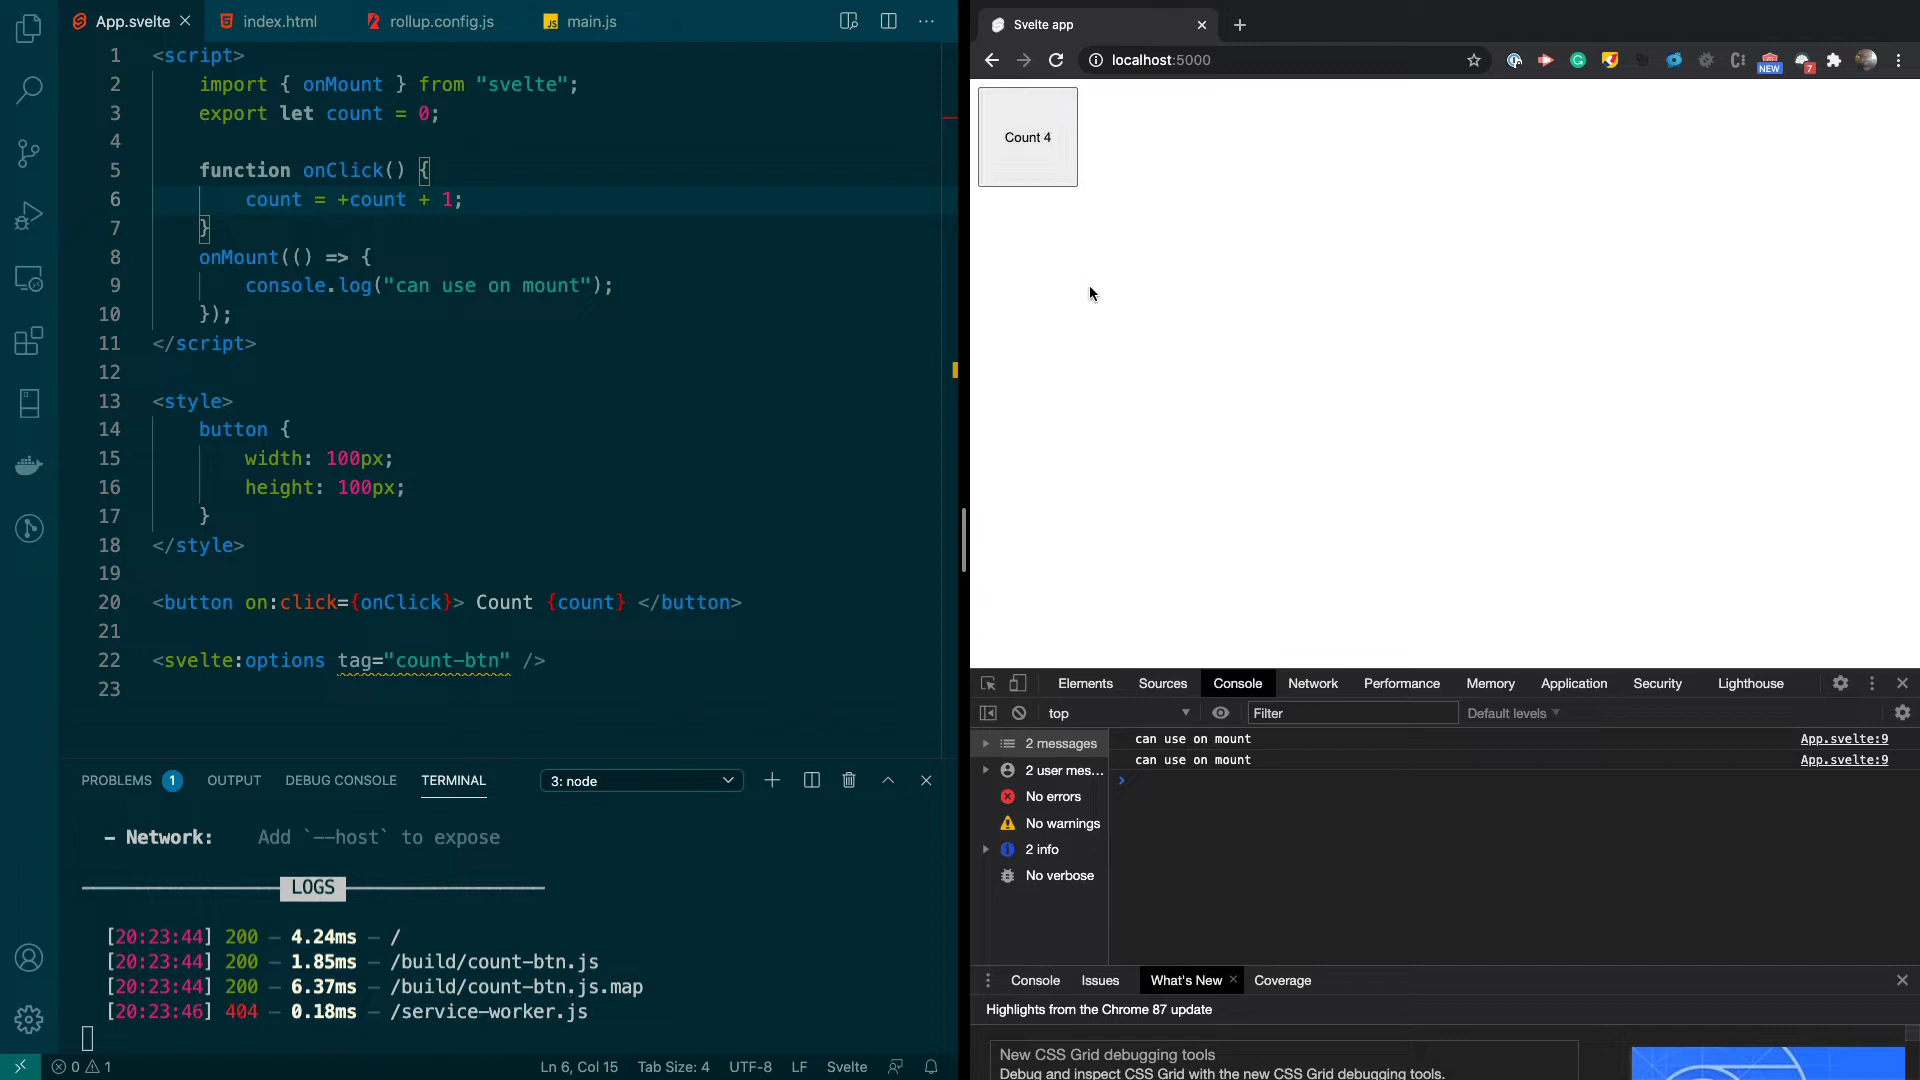 App.svelte
index.html
rollup.config.js
JS main.js
1 <script>
2 import { onMount } from "svelte";
3 export let count = 0;
4
5 function onClick() {
6 count = +count + 1;
7 }
8 onMount(() => {
9 console.log("can use on mount");
10 });
11 </script>
12
13 <style>
14 button {
15 width: 100px;
16 height: 100px;
17 }
18 </style>
19
20 <button on:click={onClick}> Count {count} </button>
21
22 <svelte:options tag="count-btn" />
23
PROBLEMS 1 OUTPUT DEBUG CONSOLE TERMINAL 3: node
– Network: Add `--host` to expose
LOGS
[20:23:44] 200 – 4.24ms – /
[20:23:44] 200 – 1.85ms – /build/count-btn.js
[20:23:44] 200 – 6.37ms – /build/count-btn.js.map
[20:23:46] 404 – 0.18ms – /service-worker.js
0 1 Ln 6, Col 15 Tab Size: 4 UTF-8 LF Svelte
Svelte app
localhost:5000
NEW
7
Count 4
Elements Sources Console Network Performance Memory Application Security Lighthouse
top Filter Default levels
2 messages
2 user mes...
No errors
No warnings
2 info
No verbose
can use on mount App.svelte:9
can use on mount App.svelte:9
Console Issues What's New Coverage
Highlights from the Chrome 87 update
New CSS Grid debugging tools
Debug and inspect CSS Grid with the new CSS Grid debugging tools.